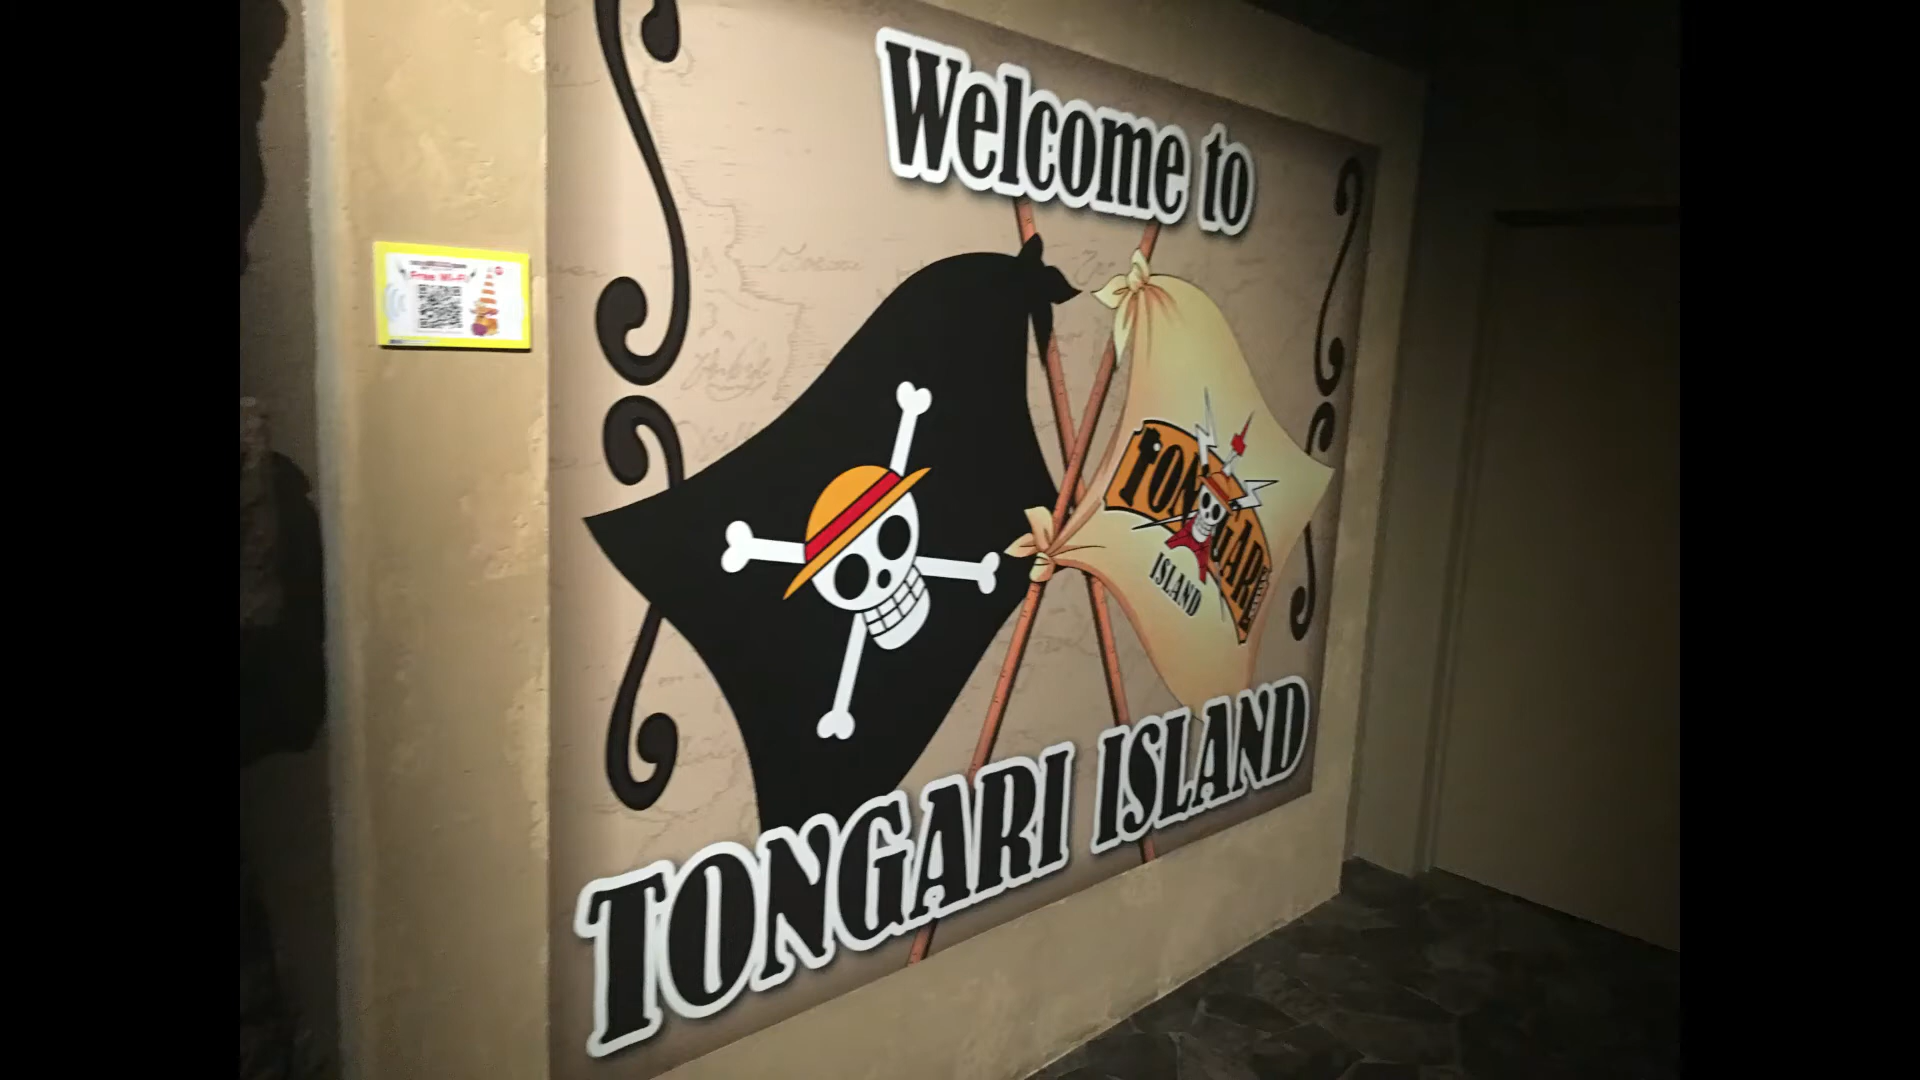 Welcome to
Free Wi-Fi
TONGARI
ISLAND
TONGARI ISLAND